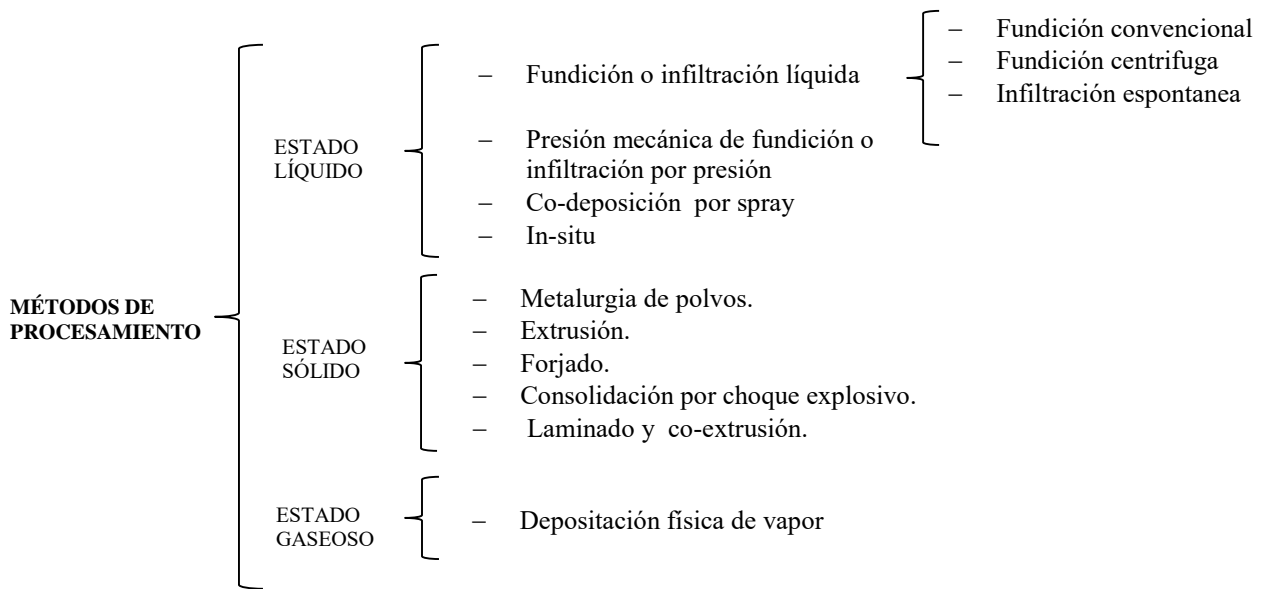 MÉTODOS DE
PROCESAMIENTO
ESTADO
LÍQUIDO
– Fundición o infiltración líquida
– Fundición convencional
– Fundición centrifuga
– Infiltración espontanea
– Presión mecánica de fundición o
infiltración por presión
– Co-deposición por spray
– In-situ
ESTADO
SÓLIDO
– Metalurgia de polvos.
– Extrusión.
– Forjado.
– Consolidación por choque explosivo.
– Laminado y co-extrusión.
ESTADO
GASEOSO
– Depositación física de vapor